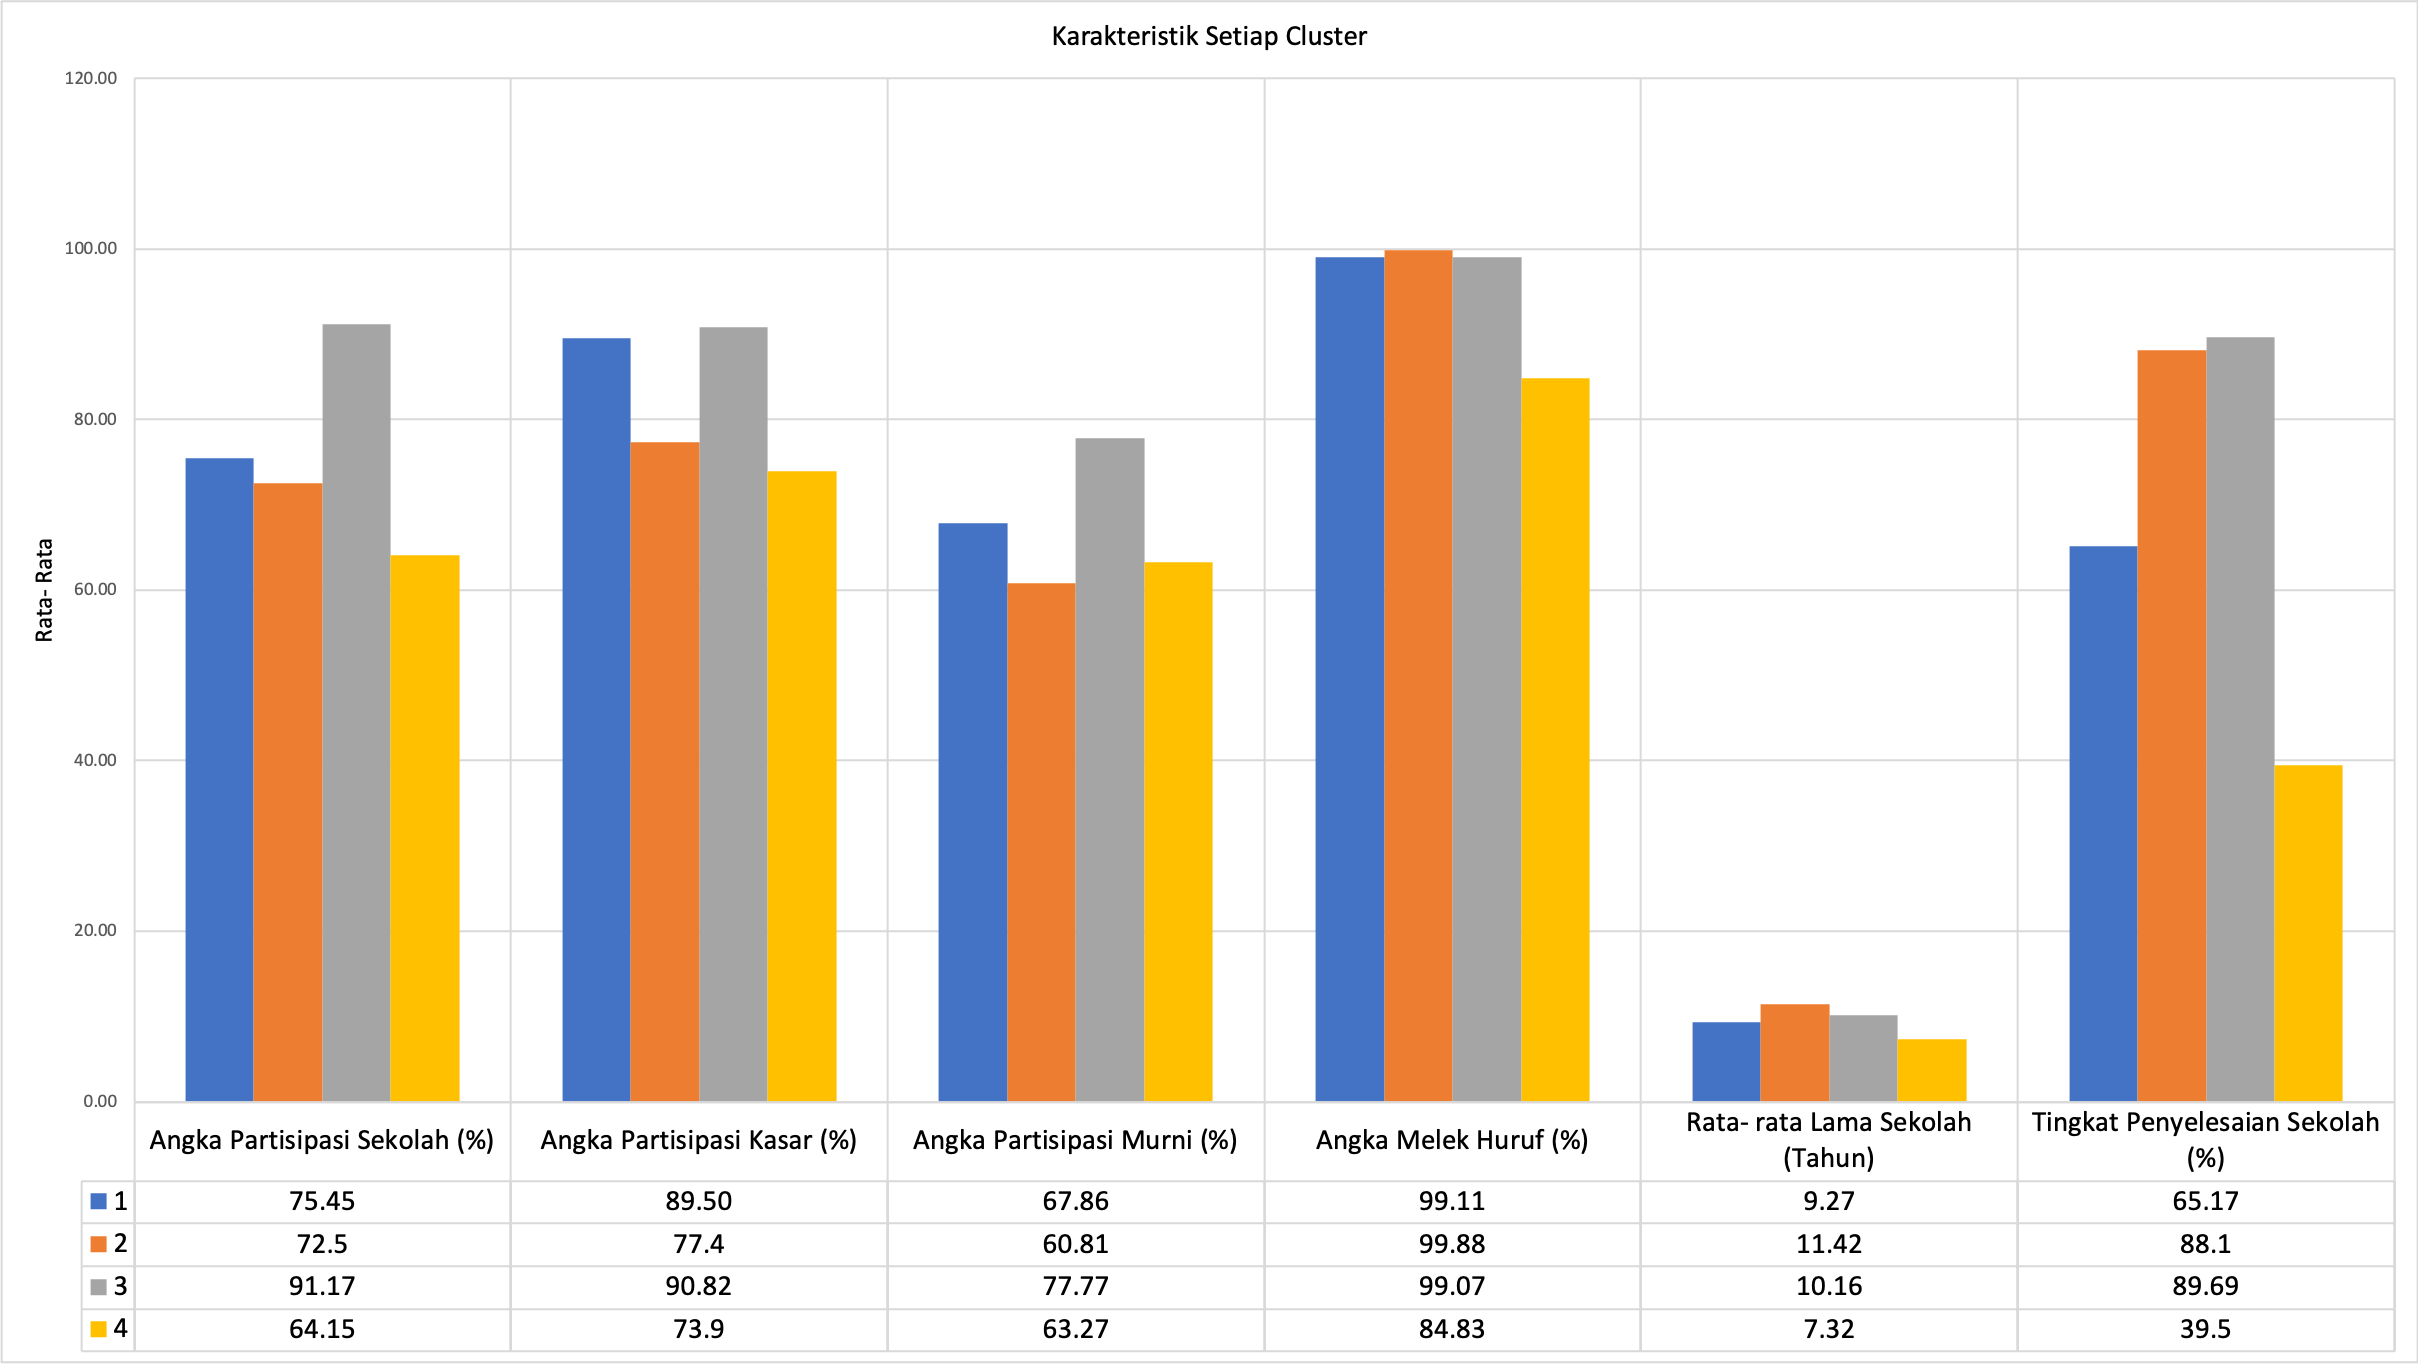 Karakteristik Setiap Cluster
120.00
100.00
80.00
60.00
40.00
20.00
0.00
Rata- Rata
Angka Partisipasi Sekolah (%)
Angka Partisipasi Kasar (%)
Angka Partisipasi Murni (%)
Angka Melek Huruf (%)
Rata- rata Lama Sekolah
(Tahun)
Tingkat Penyelesaian Sekolah
(%)
1 75.45 89.50 67.86 99.11 9.27 65.17
2 72.5 77.4 60.81 99.88 11.42 88.1
3 91.17 90.82 77.77 99.07 10.16 89.69
4 64.15 73.9 63.27 84.83 7.32 39.5